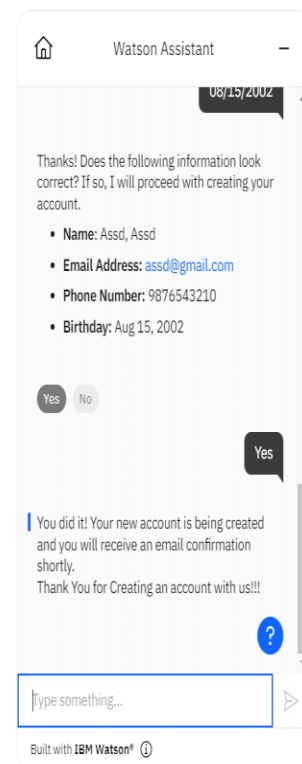 Watson Assistant
08/15/2002
Thanks! Does the following information look
correct? If so, I will proceed with creating your
account.
• Name: Assd, Assd
• Email Address: assd@gmail.com
• Phone Number: 9876543210
• Birthday: Aug 15, 2002
Yes No
Yes
You did it! Your new account is being created
and you will receive an email confirmation
shortly.
Thank You for Creating an account with us!!!
?
Type something...
Built with IBM Watson®